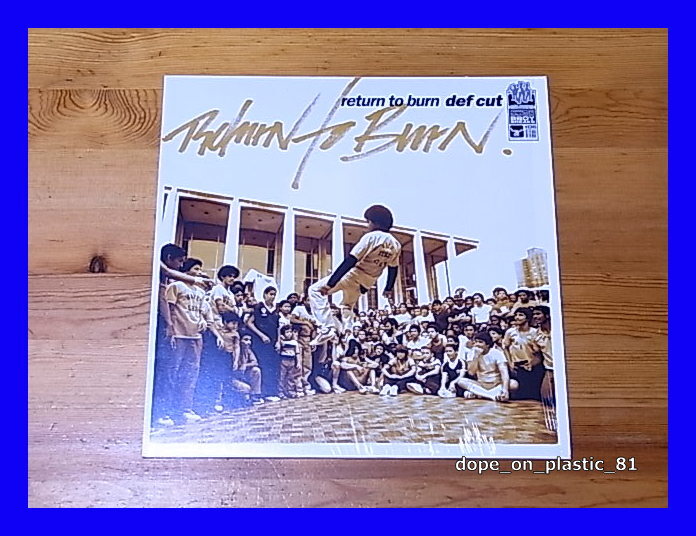 return to burn def cut
Return to Burn.
dope_on_plastic_81